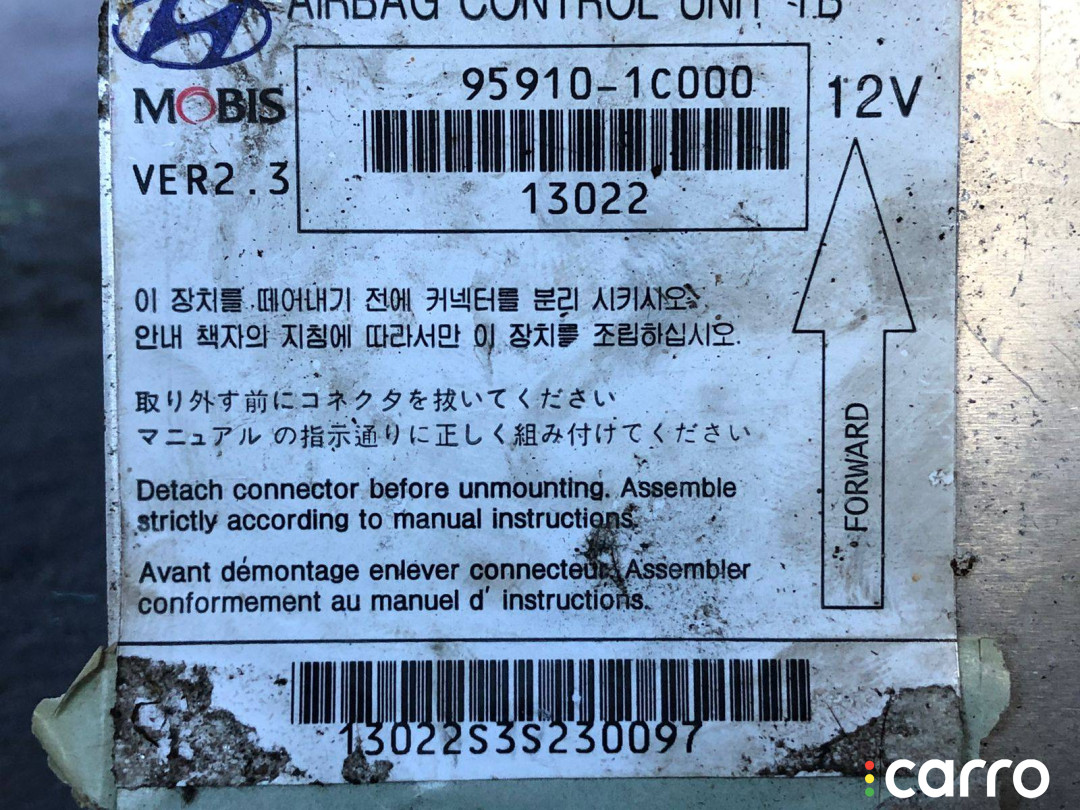 AIRBAG CONTROL UNIT -TB
95910-1C000
12V
MOBIS
VER2.3
13022
이 장치를 떼어내기 전에 커넥터를 분리 시키시오.
안내 책자의 지침에 따라서만 이 장치를 조립하십시오.
取り外す前にコネクタを抜いてください
マニュアル の指示通りに正しく組み付けてください
Detach connector before unmounting. Assemble
strictly according to manual instructions.
Avant démontage enlever connecteur. Assembler
conformement au manuel d' instructions.
FORWARD
13022S3S230097
carro